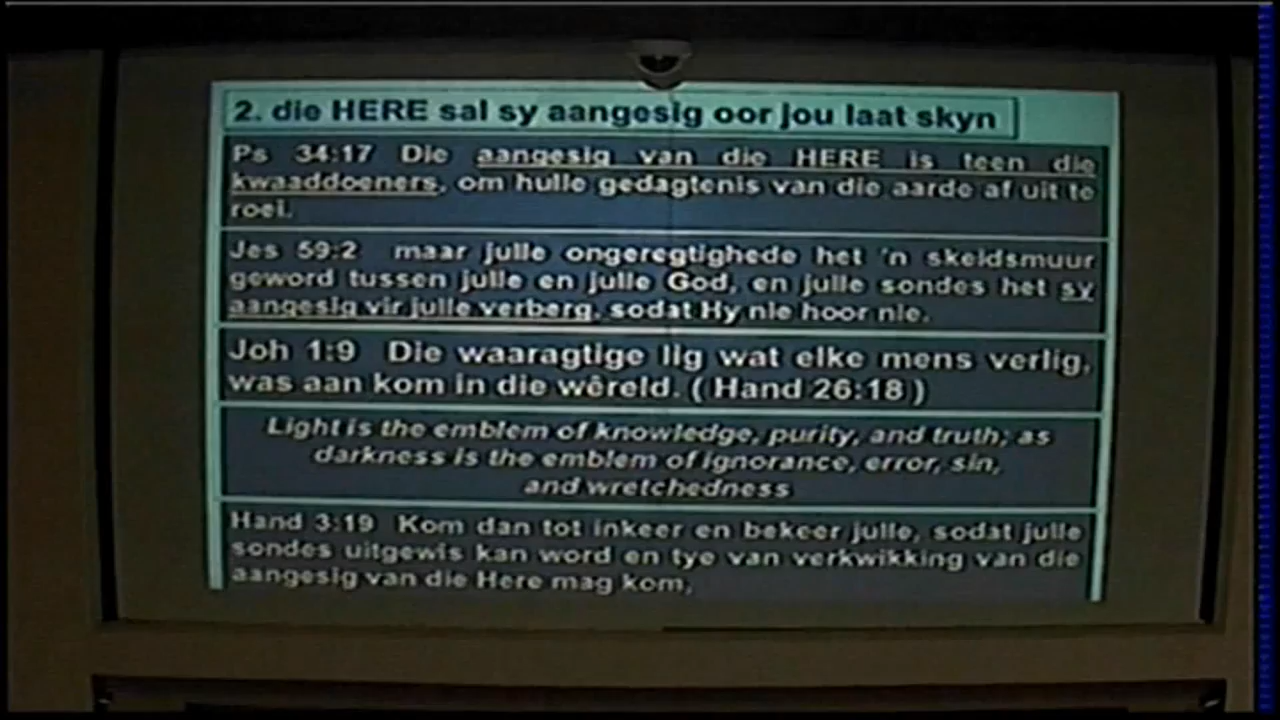 2. die HERE sal sy aangesig oor jou laat skyn
Ps 34:17 Die aangesig van die HERE is teen die
kwaaddoeners, om hulle gedagtenis van die aarde af uit te
roei.
Jes 59:2 maar julle ongeregtighede het 'n skeidsmuur
geword tussen julle en julle God, en julle sondes het sy
aangesig vir julle verberg, sodat Hy nie hoor nie.
Joh 1:9 Die waaragtige lig wat elke mens verlig,
was aan kom in die wêreld. ( Hand 26:18 )
Light is the emblem of knowledge, purity, and truth; as
darkness is the emblem of ignorance, error, sin,
and wretchedness
Hand 3:19 Kom dan tot inkeer en bekeer julle, sodat julle
sondes uitgewis kan word en tye van verkwikking van die
aangesig van die Here mag kom,